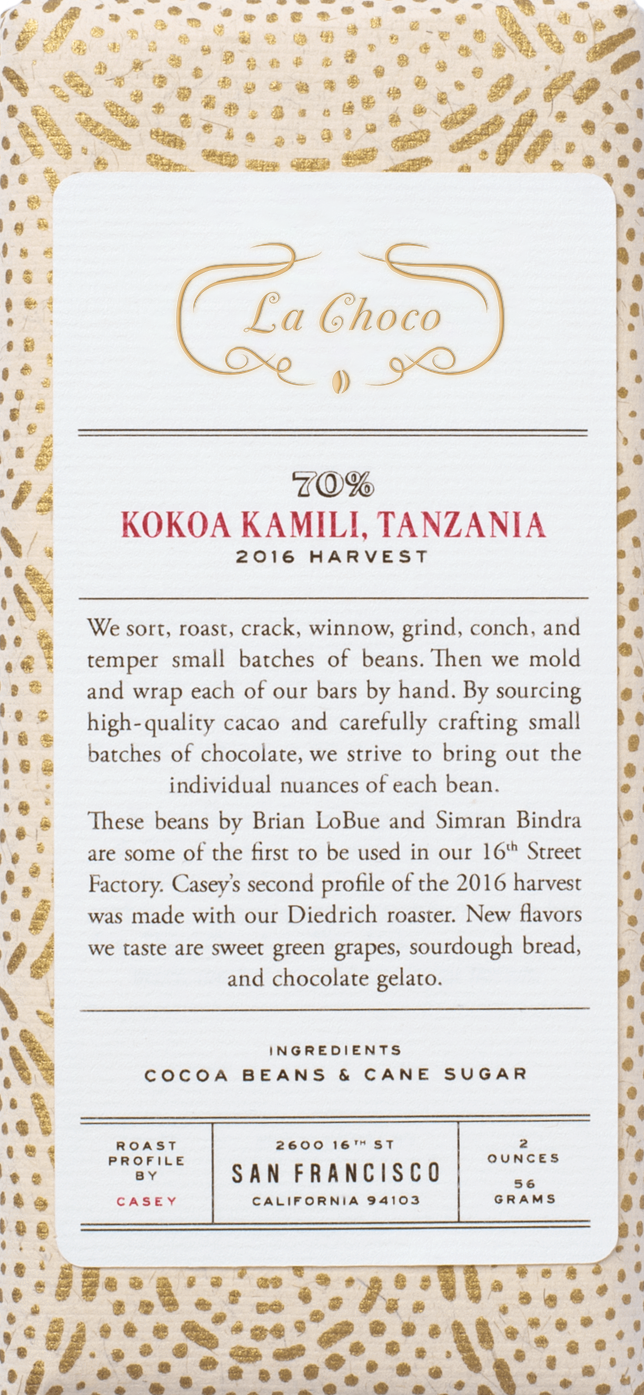 La Choco
70%
KOKOA KAMILI, TANZANIA
2016 HARVEST
We sort, roast, crack, winnow, grind, conch, and
temper small batches of beans. Then we mold
and wrap each of our bars by hand. By sourcing
high-quality cacao and carefully crafting small
batches of chocolate, we strive to bring out the
individual nuances of each bean.
These beans by Brian LoBue and Simran Bindra
are some of the first to be used in our 16th Street
Factory. Casey's second profile of the 2016 harvest
was made with our Diedrich roaster. New flavors
we taste are sweet green grapes, sourdough bread,
and chocolate gelato.
INGREDIENTS
COCOA BEANS & CANE SUGAR
ROAST
PROFILE
BY
CASEY
2600 16TH ST
SAN FRANCISCO
CALIFORNIA 94103
2
OUNCES
56
GRAMS